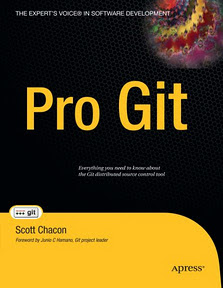 THE EXPERT'S VOICE® IN SOFTWARE DEVELOPMENT
Pro Git
Everything you need to know about
the Git distributed source control tool
git
Scott Chacon
Foreword by Junio C Hamano, Git project leader
Apress®